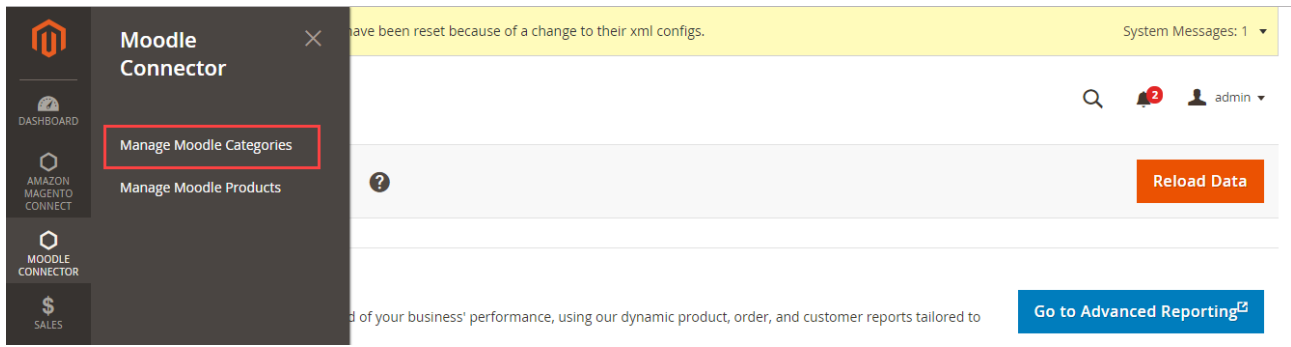 Moodle
Connector
have been reset because of a change to their xml configs.
System Messages: 1
2
admin
DASHBOARD
Manage Moodle Categories
Manage Moodle Products
?
Reload Data
AMAZON
MAGENTO
CONNECT
MOODLE
CONNECTOR
$
SALES
d of your business' performance, using our dynamic product, order, and customer reports tailored to
Go to Advanced Reporting